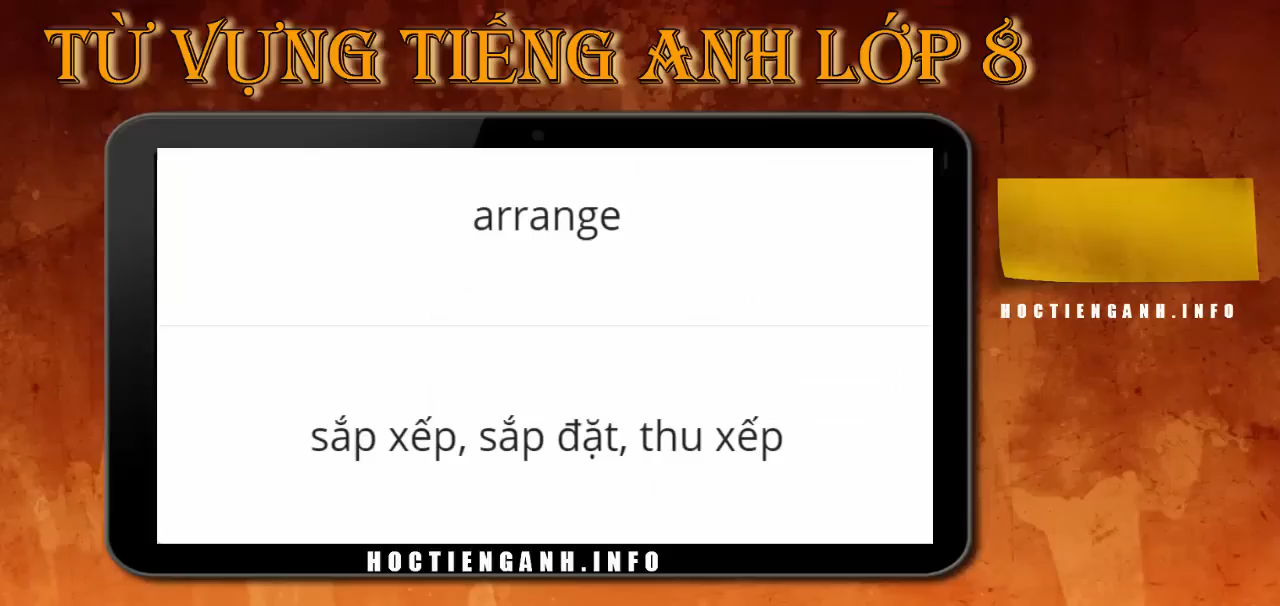 TỪ VỰNG TIẾNG ANH LỚP 8
arrange
sắp xếp, sắp đặt, thu xếp
HOCTIENGANH.INFO
HOCTIENGANH.INFO